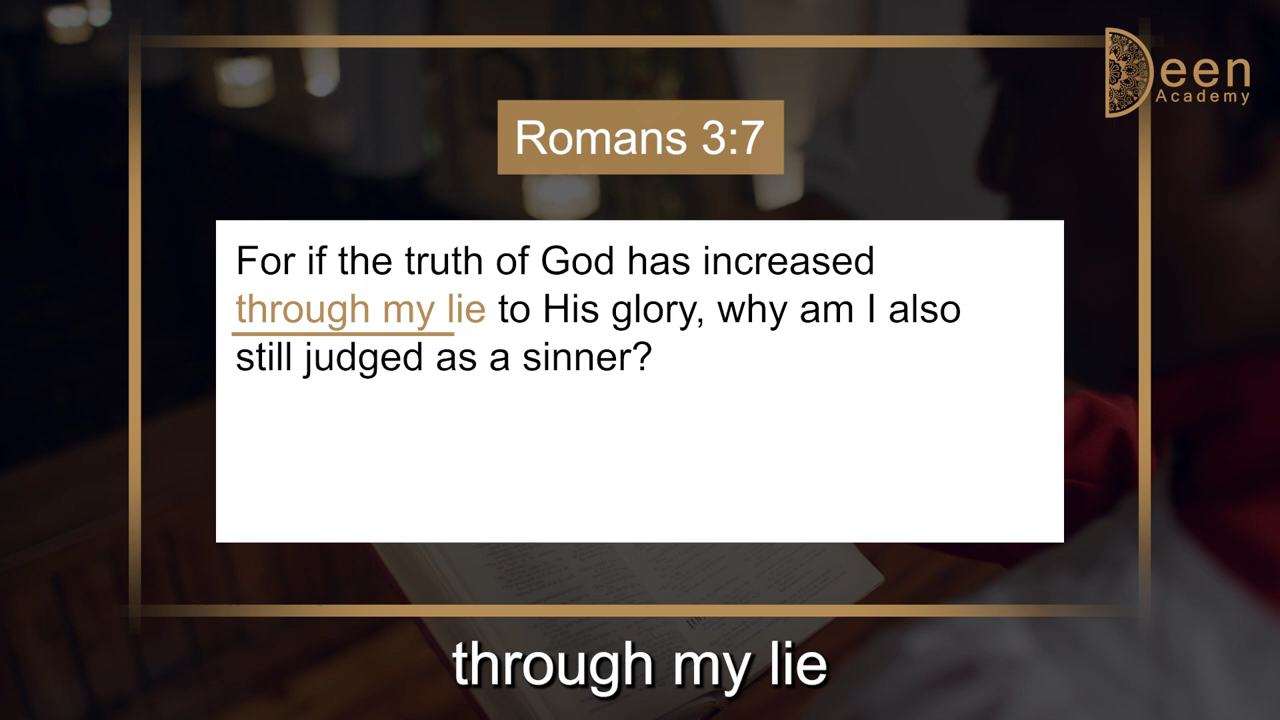 Deen
Academy
Romans 3:7
For if the truth of God has increased
through my lie to His glory, why am I also
still judged as a sinner?
through my lie